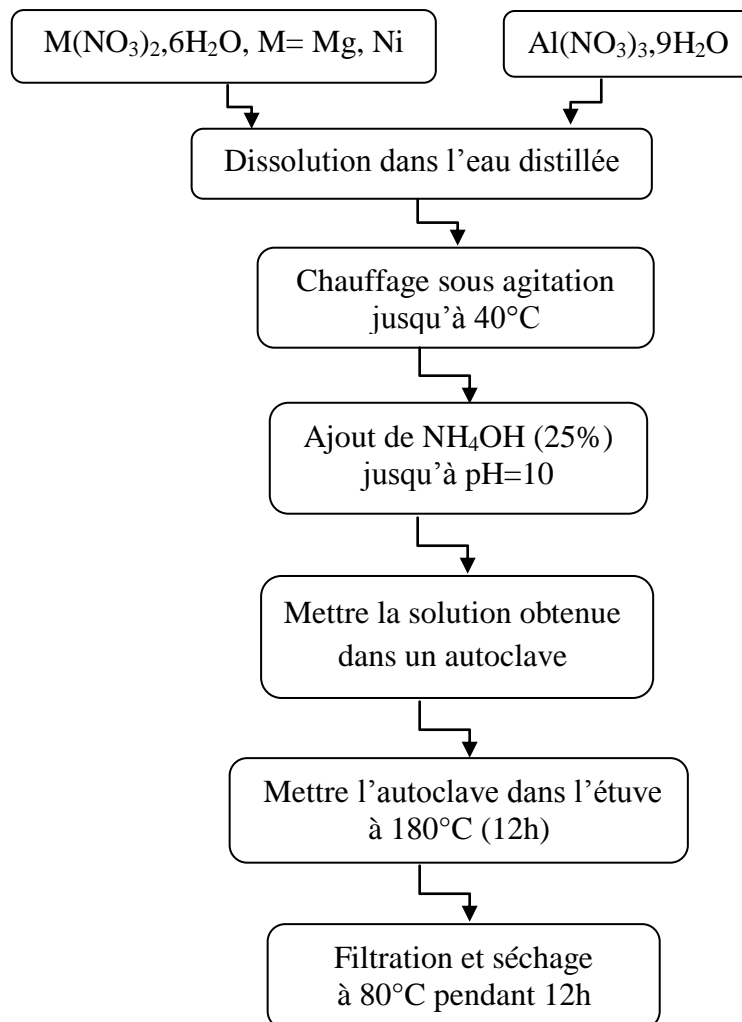 M(NO₃)₂,6H₂O, M= Mg, Ni
Al(NO₃)₃,9H₂O
Dissolution dans l’eau distillée
Chauffage sous agitation
jusqu’à 40°C
Ajout de NH₄OH (25%)
jusqu’à pH=10
Mettre la solution obtenue
dans un autoclave
Mettre l’autoclave dans l’étuve
à 180°C (12h)
Filtration et séchage
à 80°C pendant 12h